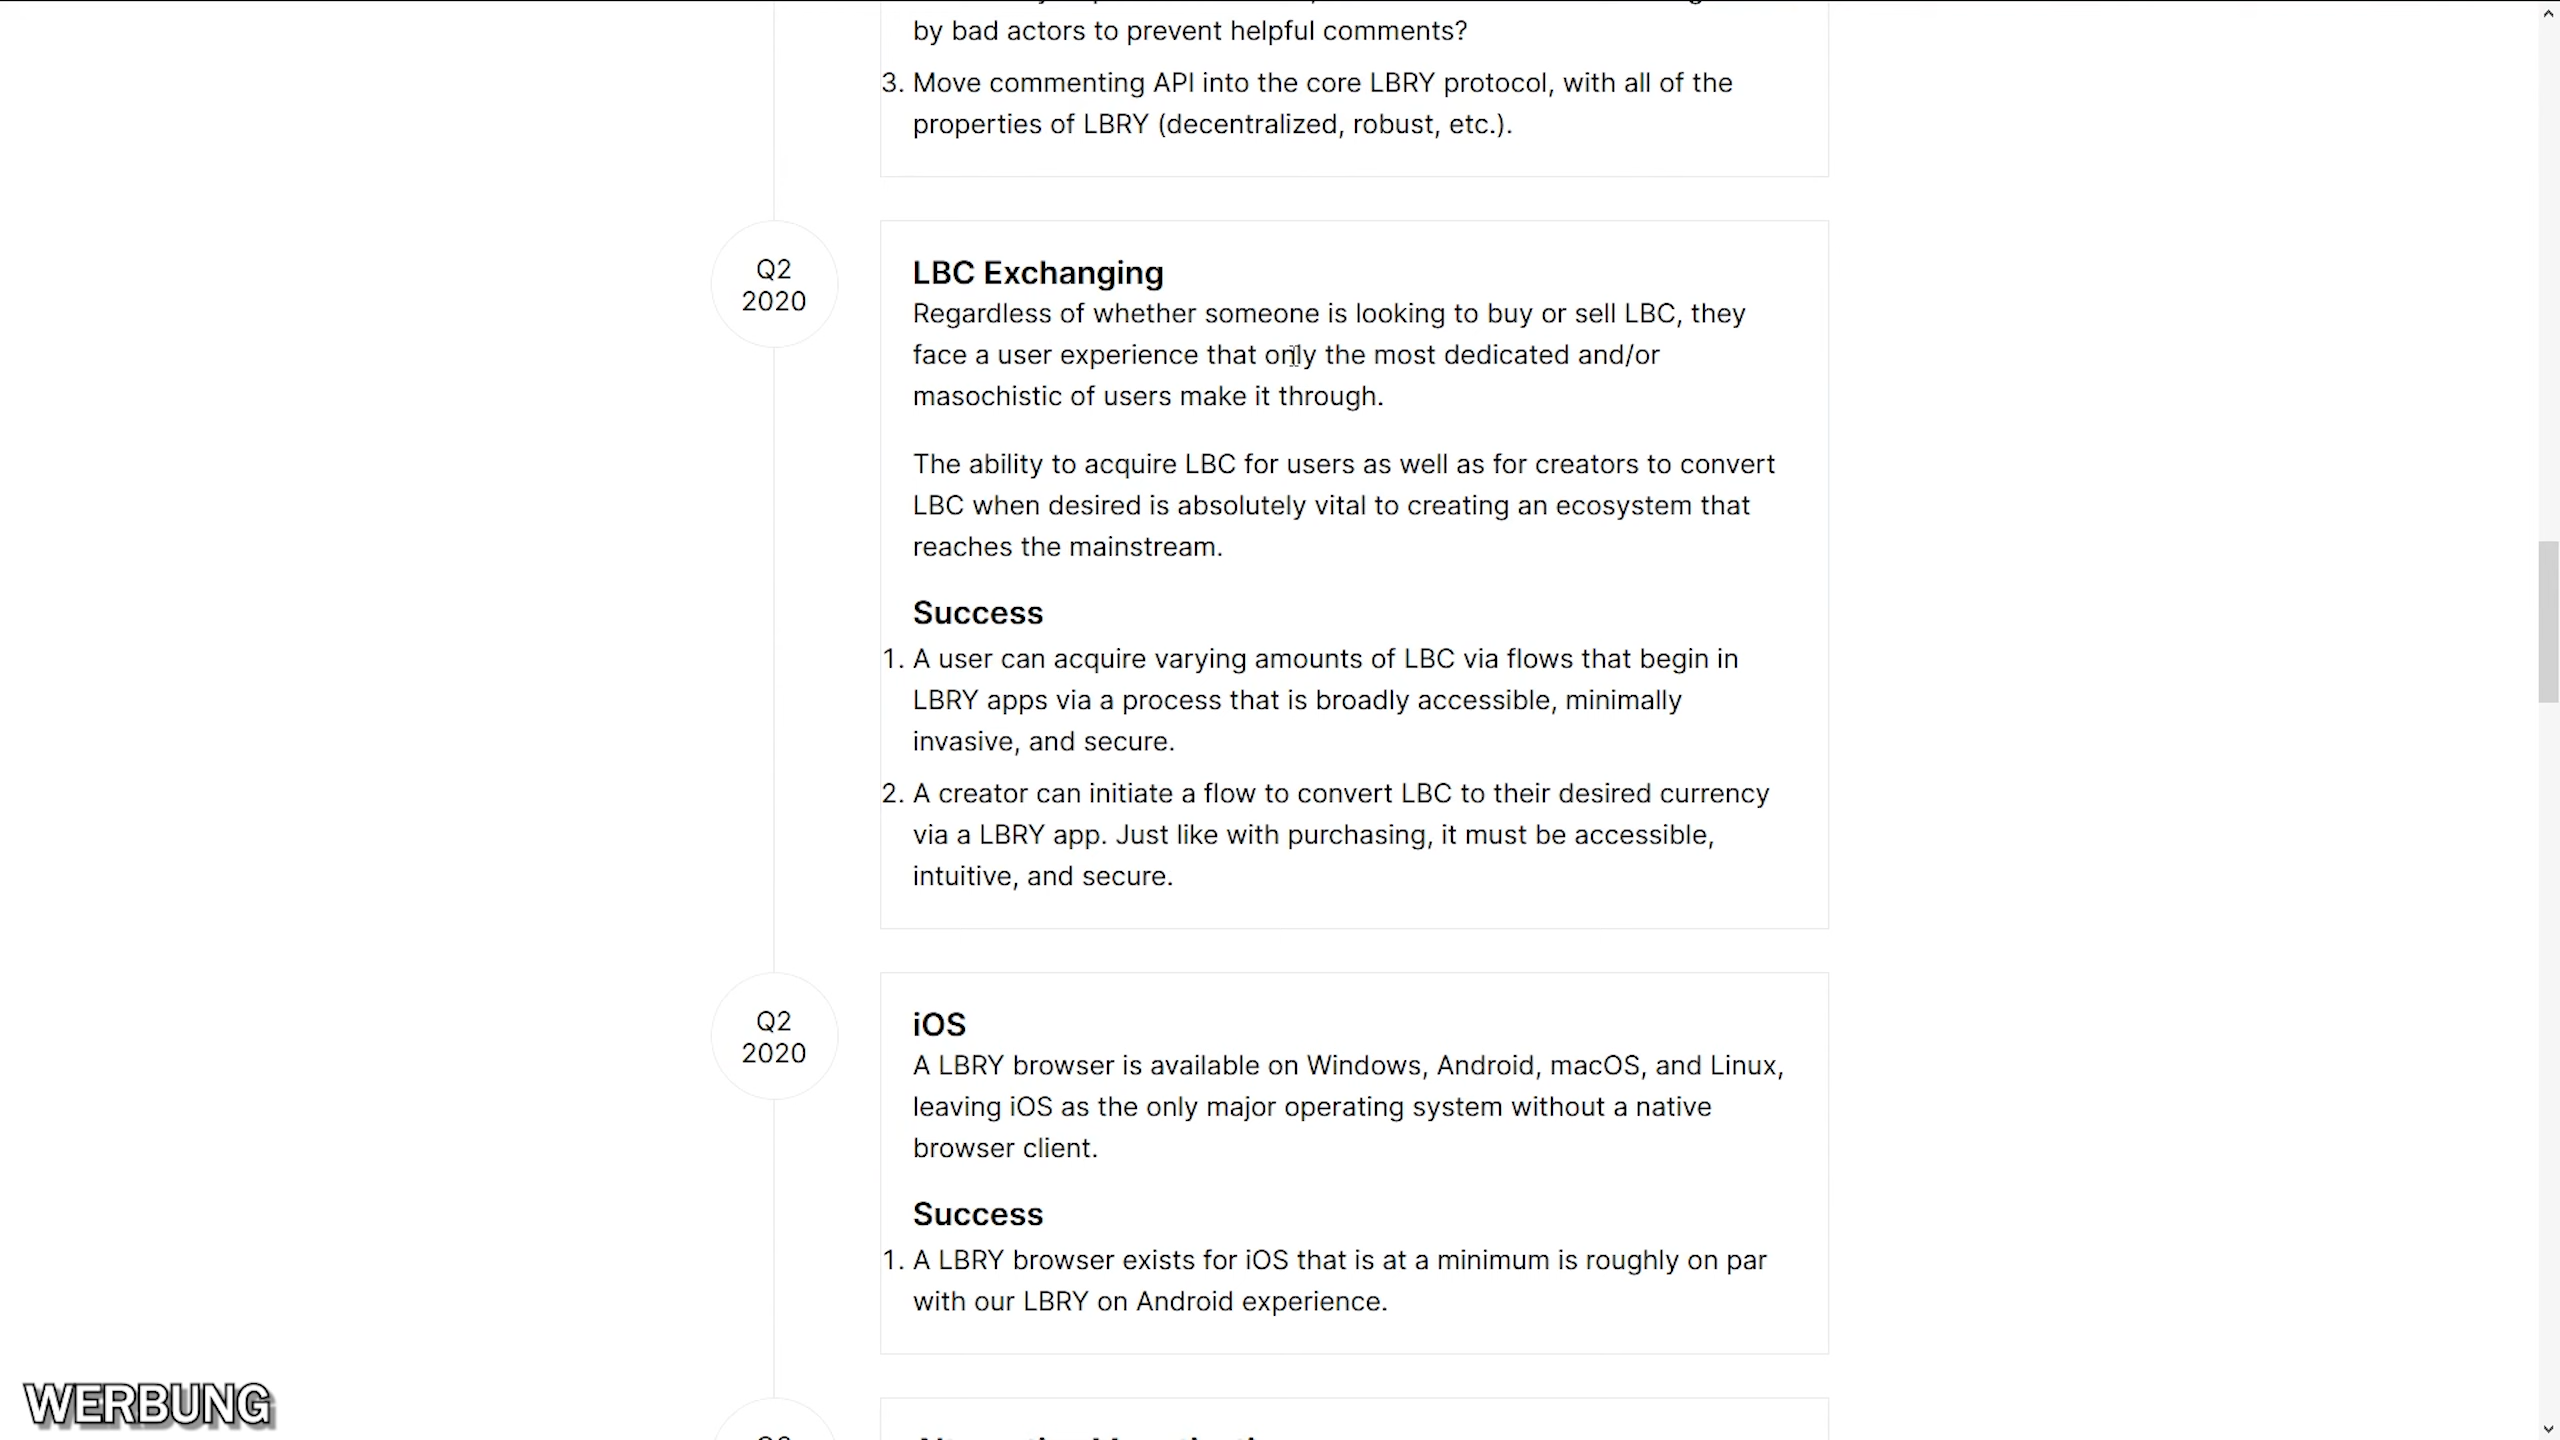 by bad actors to prevent helpful comments?
3. Move commenting API into the core LBRY protocol, with all of the
properties of LBRY (decentralized, robust, etc.).
Q2
2020
LBC Exchanging
Regardless of whether someone is looking to buy or sell LBC, they
face a user experience that only the most dedicated and/or
masochistic of users make it through.
The ability to acquire LBC for users as well as for creators to convert
LBC when desired is absolutely vital to creating an ecosystem that
reaches the mainstream.
Success
1. A user can acquire varying amounts of LBC via flows that begin in
LBRY apps via a process that is broadly accessible, minimally
invasive, and secure.
2. A creator can initiate a flow to convert LBC to their desired currency
via a LBRY app. Just like with purchasing, it must be accessible,
intuitive, and secure.
Q2
2020
iOS
A LBRY browser is available on Windows, Android, macOS, and Linux,
leaving iOS as the only major operating system without a native
browser client.
Success
1. A LBRY browser exists for iOS that is at a minimum is roughly on par
with our LBRY on Android experience.
WERBUNG